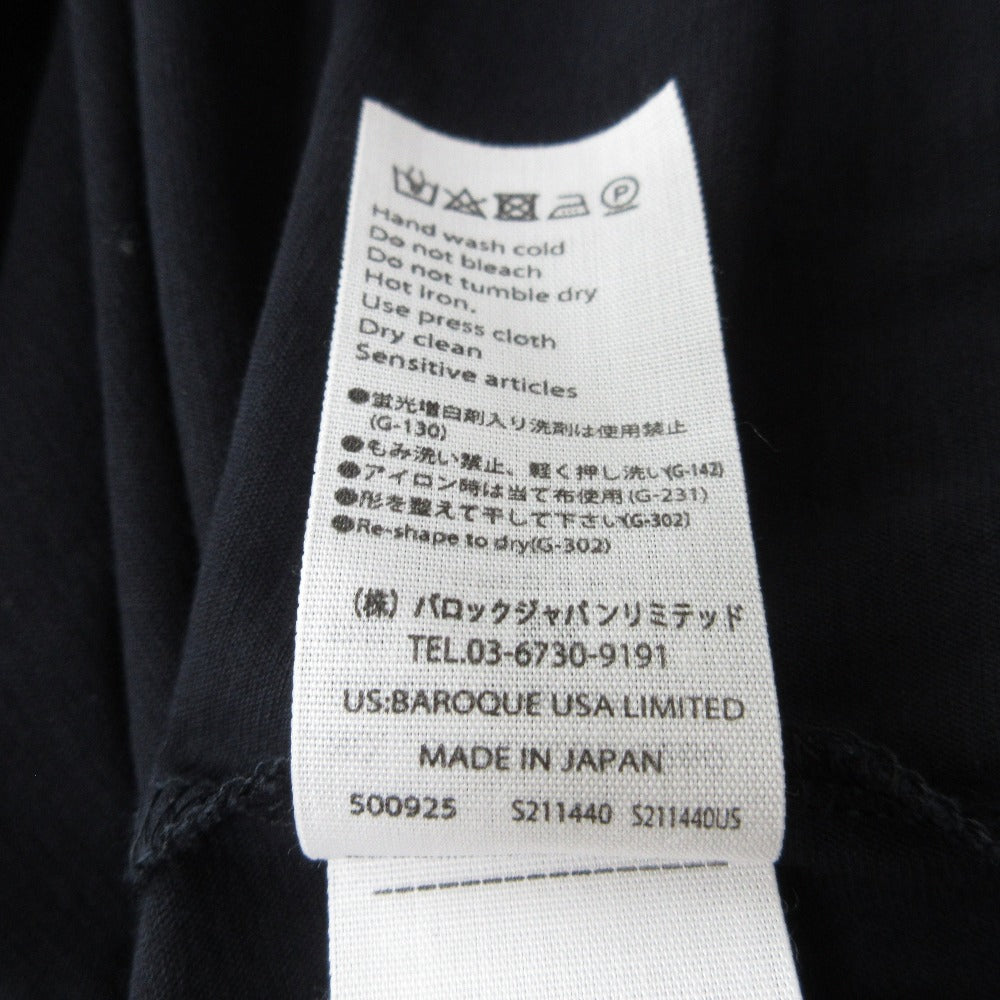 P
Hand wash cold
Do not bleach
Do not tumble dry
Hot iron.
Use press cloth
Dry clean
Sensitive articles
●蛍光増白剤入り洗剤は使用禁止
(G-130)
●もみ洗い禁止、軽く押し洗い(G-142)
●アイロン時は当て布使用(G-231)
●形を整えて干して下さい(G-302)
●Re-shape to dry(G-302)
(株) バロックジャパンリミテッド
TEL.03-6730-9191
US:BAROQUE USA LIMITED
MADE IN JAPAN
500925 S211440 S211440US